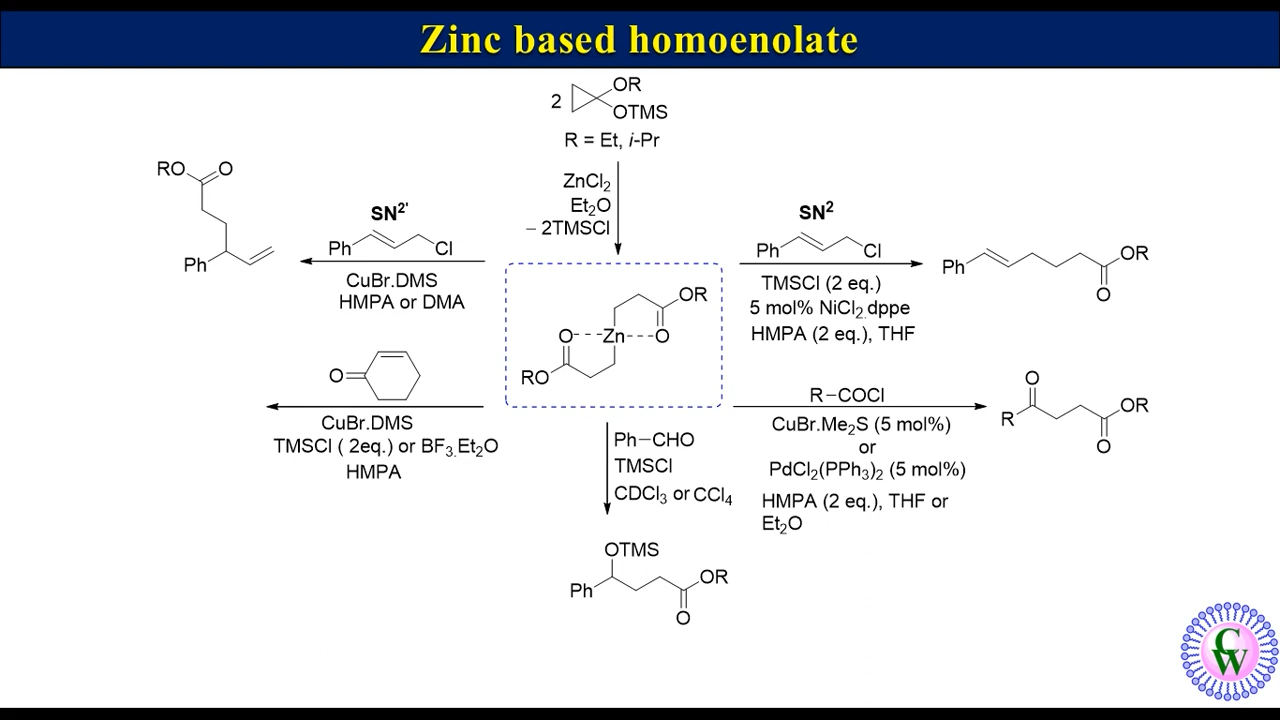 Zinc based homoenolate
2
OR
OTMS
R = Et, i-Pr
ZnCl2
Et2O
– 2TMSCl
RO
O
Ph
SN2'
Ph
Cl
CuBr.DMS
HMPA or DMA
SN2
Ph
Cl
TMSCl (2 eq.)
5 mol% NiCl2.dppe
HMPA (2 eq.), THF
Ph
OR
O
OR
O
Zn
O
RO
O
CuBr.DMS
TMSCl ( 2eq.) or BF3.Et2O
HMPA
Ph–CHO
TMSCl
CDCl3 or CCl4
R–COCl
CuBr.Me2S (5 mol%)
or
PdCl2(PPh3)2 (5 mol%)
HMPA (2 eq.), THF or
Et2O
O
R
OR
O
OTMS
Ph
OR
O
CW